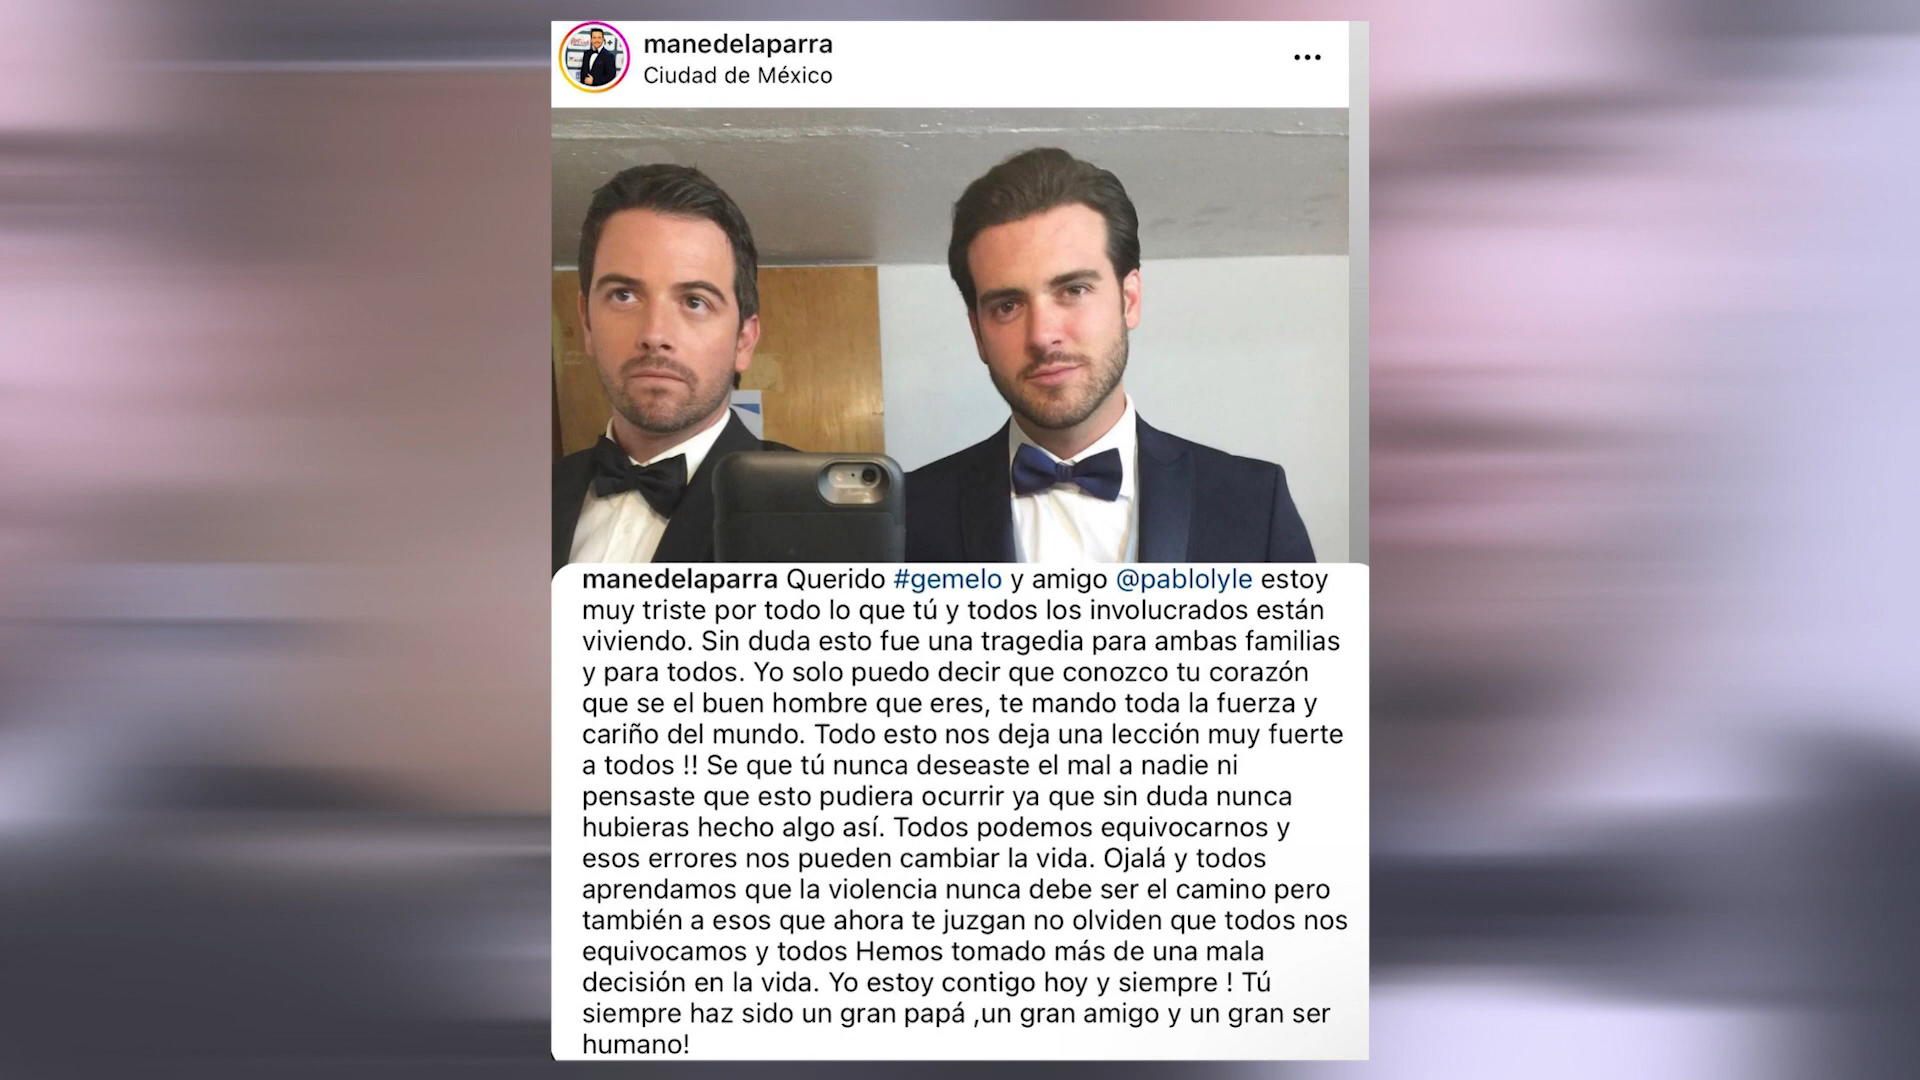 manedelaparra
Ciudad de México
manedelaparra Querido #gemelo y amigo @pablolyle estoy
muy triste por todo lo que tú y todos los involucrados están
viviendo. Sin duda esto fue una tragedia para ambas familias
y para todos. Yo solo puedo decir que conozco tu corazón
que se el buen hombre que eres, te mando toda la fuerza y
cariño del mundo. Todo esto nos deja una lección muy fuerte
a todos !! Se que tú nunca deseaste el mal a nadie ni
pensaste que esto pudiera ocurrir ya que sin duda nunca
hubieras hecho algo así. Todos podemos equivocarnos y
esos errores nos pueden cambiar la vida. Ojalá y todos
aprendamos que la violencia nunca debe ser el camino pero
también a esos que ahora te juzgan no olviden que todos nos
equivocamos y todos Hemos tomado más de una mala
decisión en la vida. Yo estoy contigo hoy y siempre ! Tú
siempre haz sido un gran papá ,un gran amigo y un gran ser
humano!